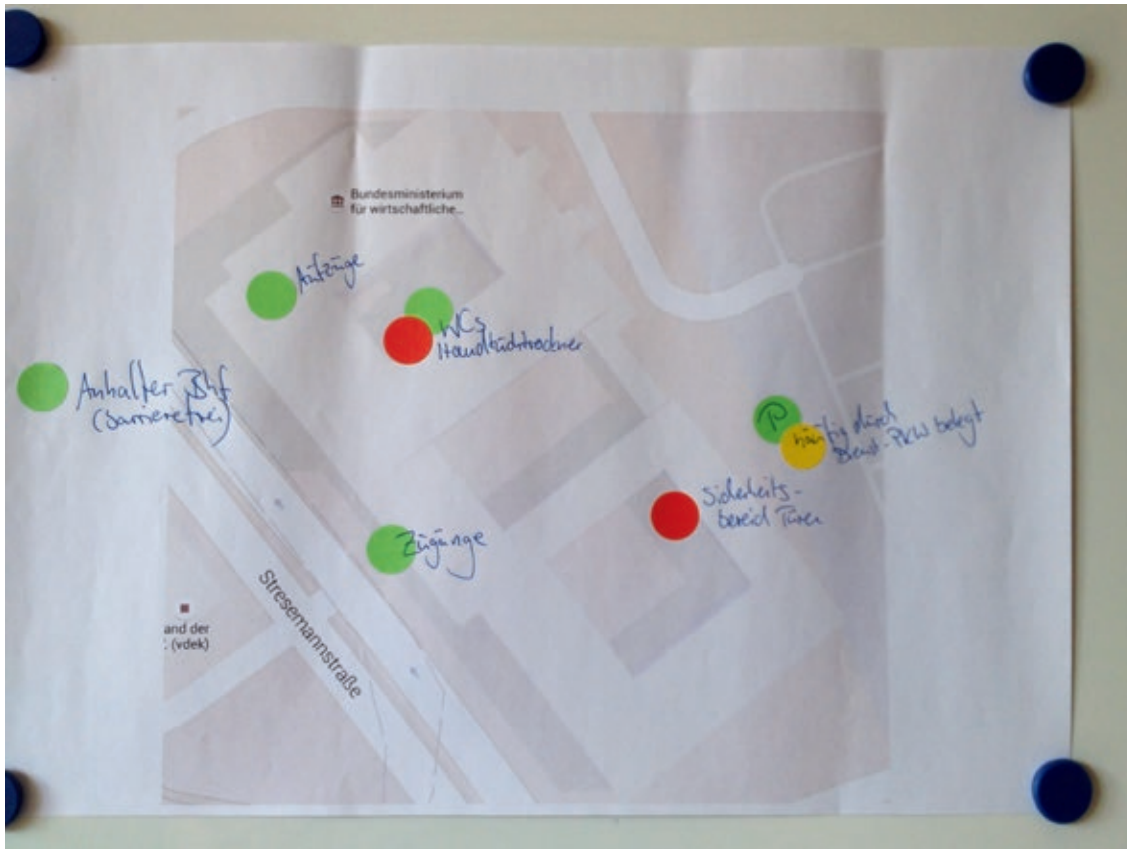 Bundesministerium
für wirtschaftliche...
Aufzüge
WCs
Handtuchtrockner
Anhalter Bhf
(barrierefrei)
P
häufig durch
Dienst-PKW belegt
Sicherheits-
bereich Türen
Zugänge
Stresemannstraße
and der
. (vdek)